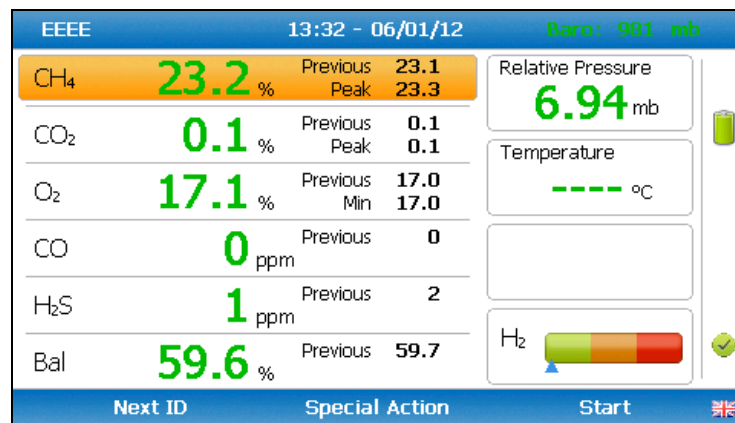 EEEE 13:32 - 06/01/12 Baro: 981 mb
CH₄ 23.2 % Previous 23.1
Peak 23.3
CO₂ 0.1 % Previous 0.1
Peak 0.1
O₂ 17.1 % Previous 17.0
Min 17.0
CO 0 ppm Previous 0
H₂S 1 ppm Previous 2
Bal 59.6 % Previous 59.7
Relative Pressure
6.94 mb
Temperature
---- °C
H₂
Next ID Special Action Start